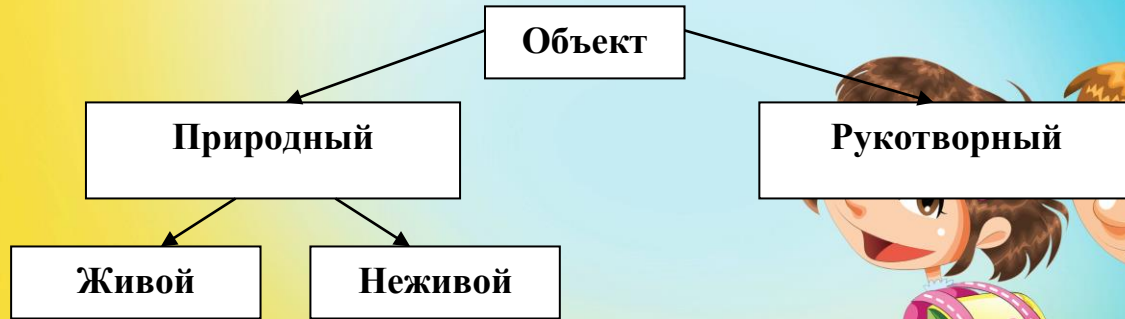 Объект
Природный
Рукотворный
Живой
Неживой